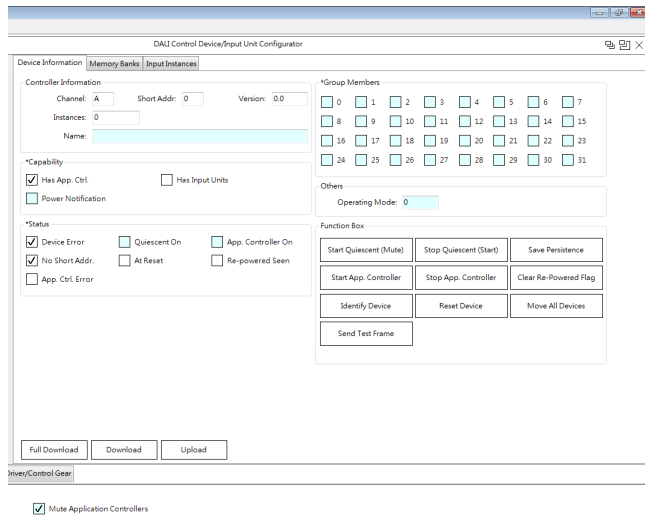 DALI Control Device/Input Unit Configurator
Device Information Memory Banks Input Instances
Controller Information
Channel: A Short Addr: 0 Version: 0.0
Instances: 0
Name:
*Capability
Has App. Ctrl. Has Input Units
Power Notification
*Status
Device Error Quiescent On App. Controller On
No Short Addr. At Reset Re-powered Seen
App. Ctrl. Error
*Group Members
0 1 2 3 4 5 6 7
8 9 10 11 12 13 14 15
16 17 18 19 20 21 22 23
24 25 26 27 28 29 30 31
Others
Operating Mode: 0
Function Box
Start Quiescent (Mute) Stop Quiescent (Start) Save Persistence
Start App. Controller Stop App. Controller Clear Re-Powered Flag
Identify Device Reset Device Move All Devices
Send Test Frame
Full Download Download Upload
Driver/Control Gear
Mute Application Controllers